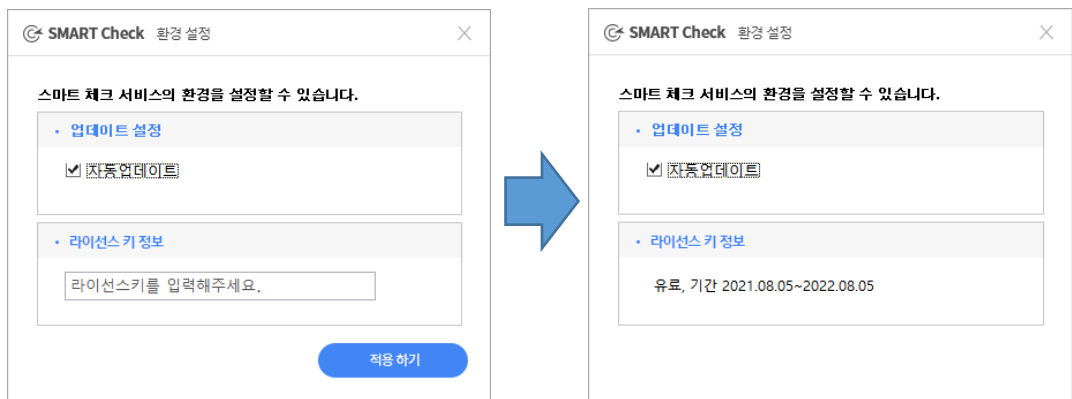 SMART Check 환경 설정
스마트 체크 서비스의 환경을 설정할 수 있습니다.
• 업데이트 설정
자동업데이트
• 라이선스 키 정보
라이선스키를 입력해주세요.
적용 하기
SMART Check 환경 설정
스마트 체크 서비스의 환경을 설정할 수 있습니다.
• 업데이트 설정
자동업데이트
• 라이선스 키 정보
유료, 기간 2021.08.05~2022.08.05